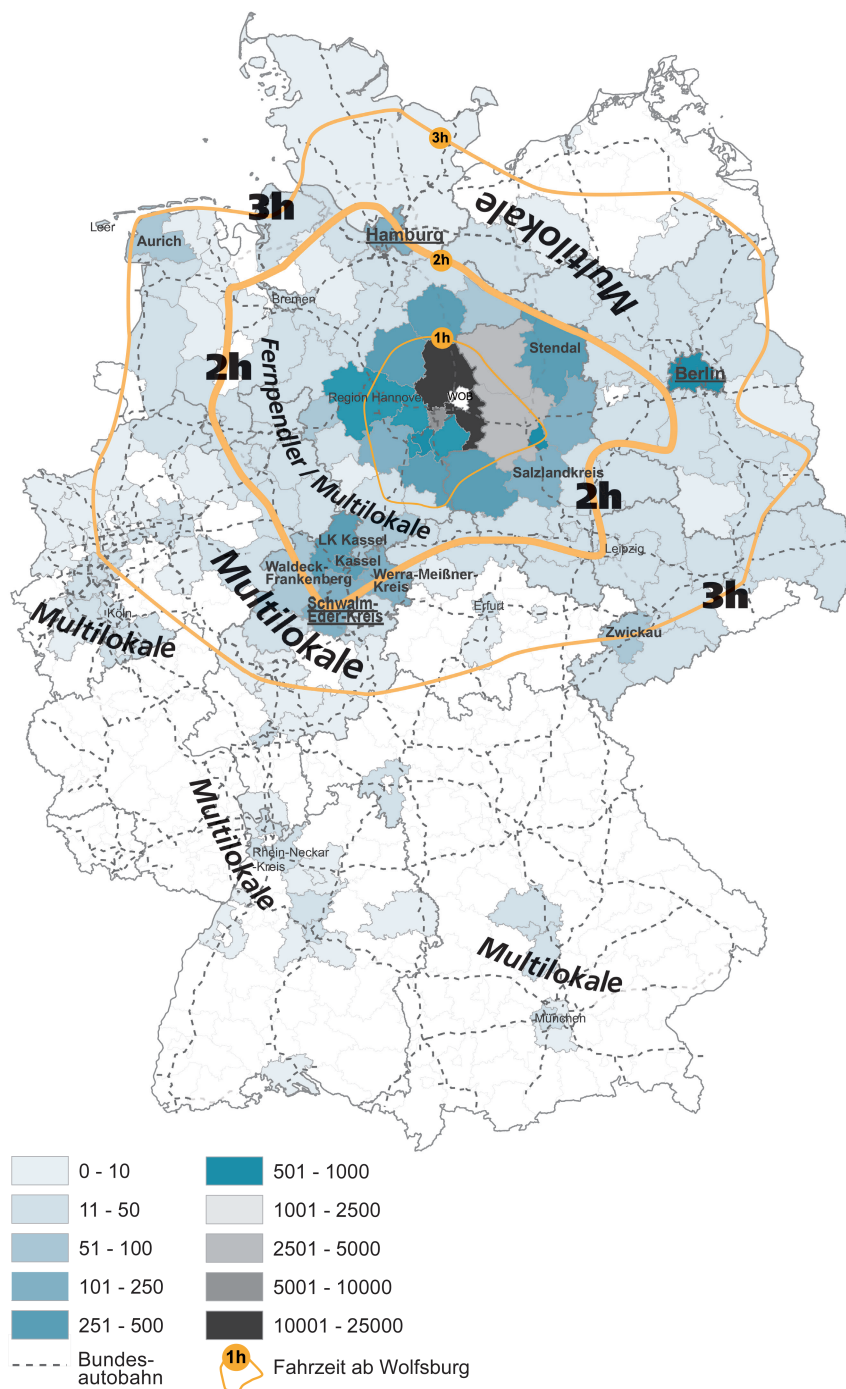 3h
3h
Multilokale
Leer
Aurich
Hamburg
2h
Bremen
1h
Stendal
2h
Berlin
Fernpendler / Multilokale
Region Hannover
WOB
Salzlandkreis
2h
LK Kassel
Kassel
Leipzig
Waldeck-
Frankenberg
Werra-Meißner-
Kreis
Multilokale
3h
Schwalm-
Eder-Kreis
Erfurt
Köln
Multilokale
Zwickau
Multilokale
Rhein-Neckar
-Kreis
Multilokale
München
0 - 10
501 - 1000
11 - 50
1001 - 2500
51 - 100
2501 - 5000
101 - 250
5001 - 10000
251 - 500
10001 - 25000
Bundes-
autobahn
1h
Fahrzeit ab Wolfsburg